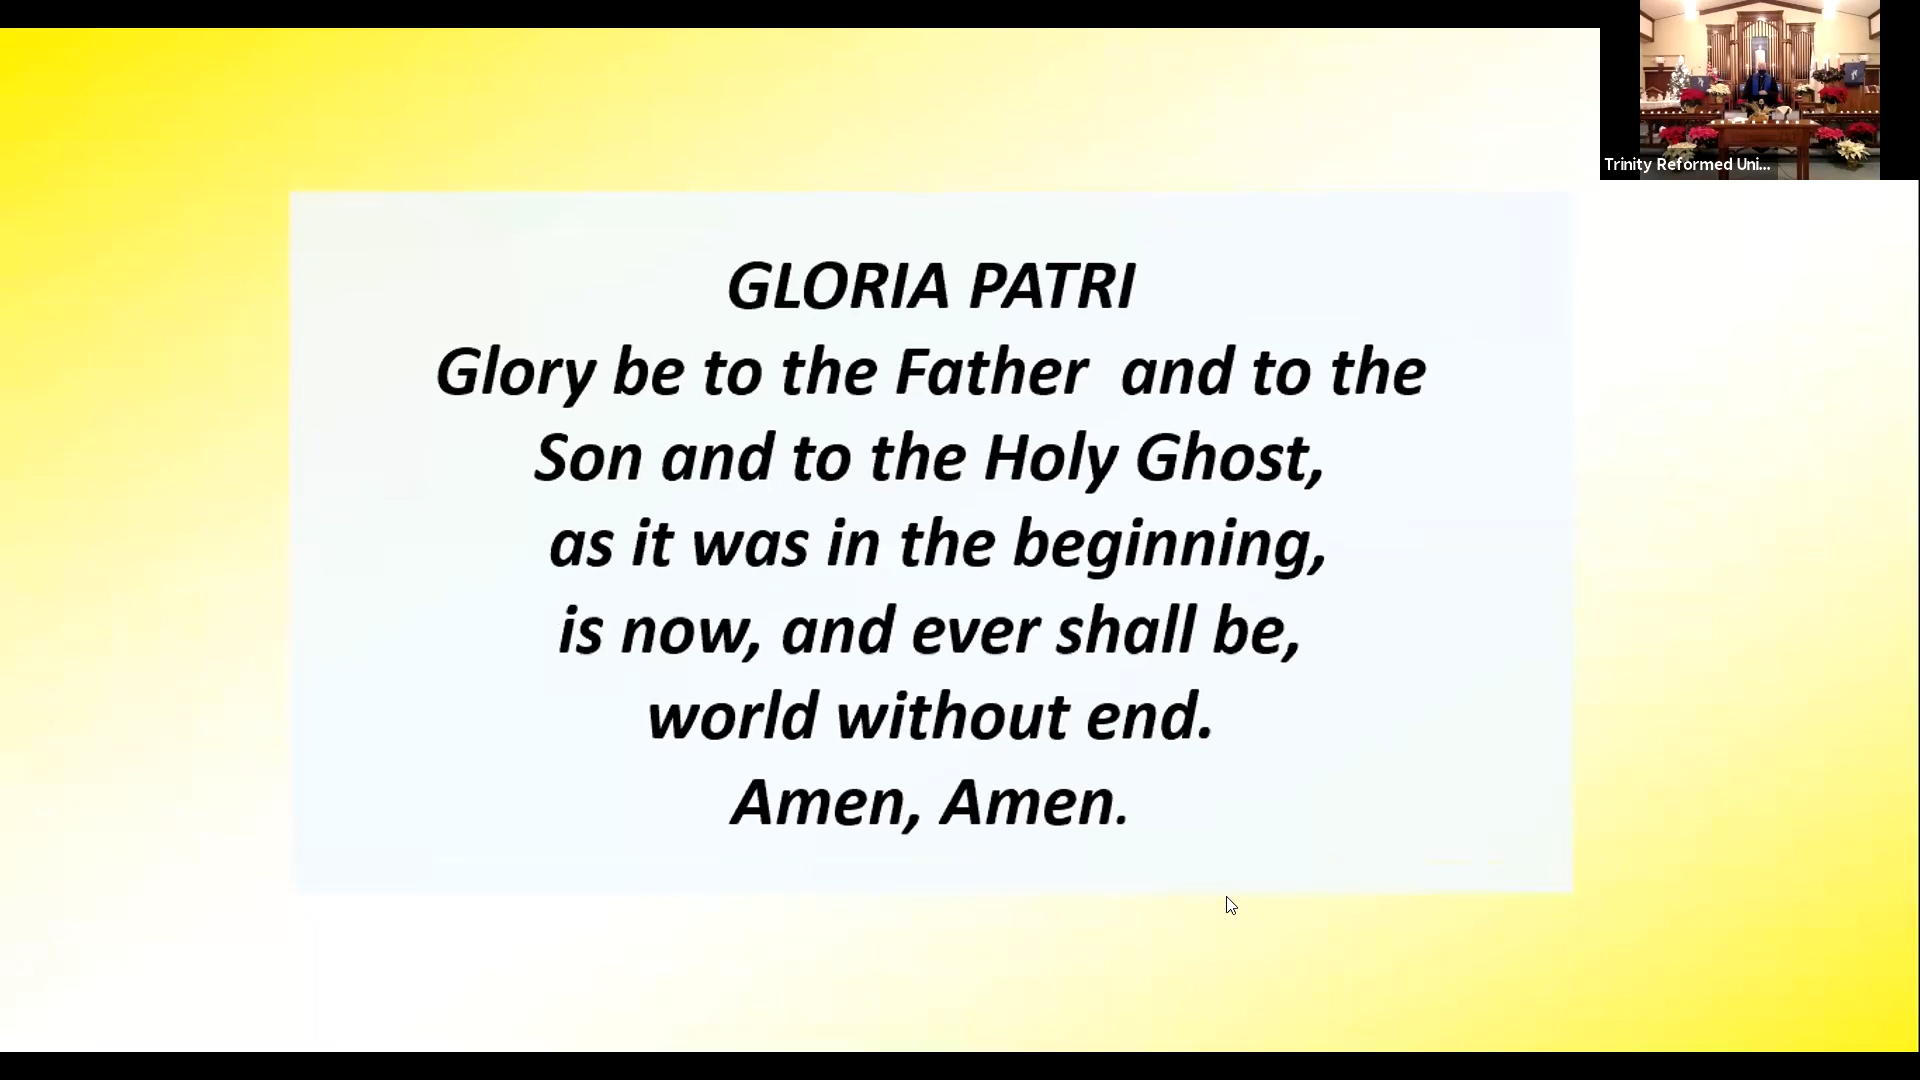 Trinity Reformed Uni...
GLORIA PATRI
Glory be to the Father  and to the
Son and to the Holy Ghost,
as it was in the beginning,
is now, and ever shall be,
world without end.
Amen, Amen.